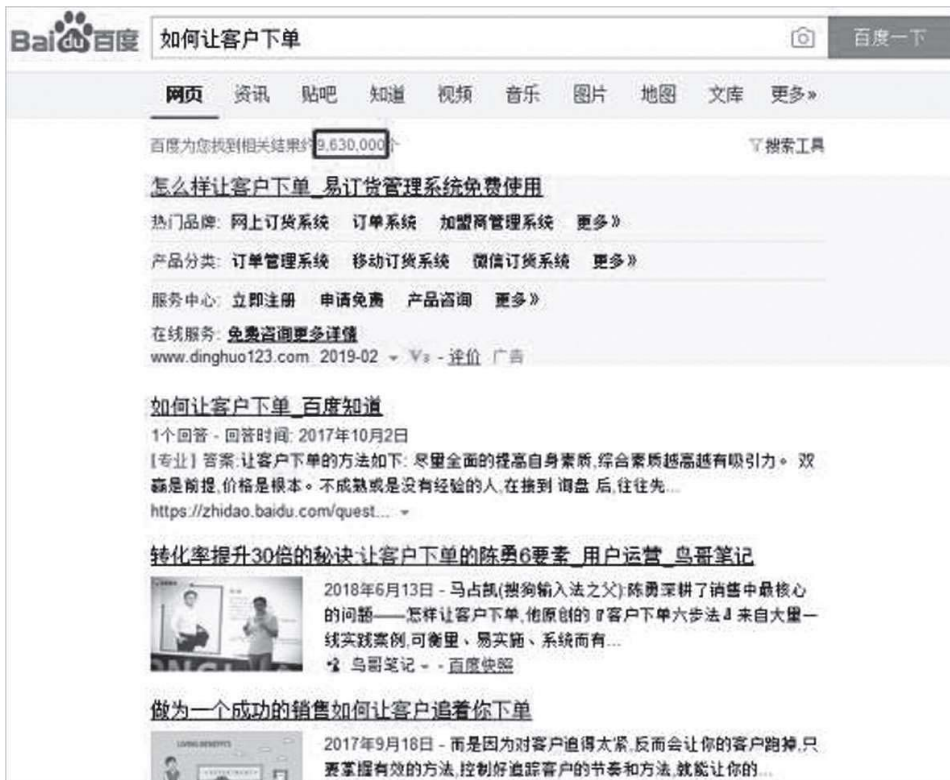 Bai du 百度 如何让客户下单 百度一下
网页 资讯 贴吧 知道 视频 音乐 图片 地图 文库 更多»
百度为您找到相关结果约9,630,000个 搜索工具
怎么样让客户下单_易订货管理系统免费使用
热门品牌: 网上订货系统 订单系统 加盟商管理系统 更多»
产品分类: 订单管理系统 移动订货系统 微信订货系统 更多»
服务中心: 立即注册 申请免费 产品咨询 更多»
在线服务: 免费咨询更多详情
www.dinghuo123.com 2019-02 V3 - 评价 广告
如何让客户下单_百度知道
1个回答 - 回答时间: 2017年10月2日
[专业] 答案:让客户下单的方法如下: 尽量全面的提高自身素质,综合素质越高越有吸引力。 双
赢是前提,价格是根本。不成熟或是没有经验的人,在接到 询盘 后,往往先...
https://zhidao.baidu.com/quest...
转化率提升30倍的秘诀:让客户下单的陈勇6要素_用户运营_鸟哥笔记
2018年6月13日 - 马占凯(搜狗输入法之父):陈勇深耕了销售中最核心
的问题——怎样让客户下单,他原创的『客户下单六步法』来自大量一
线实践案例,可衡量、易实施、系统而有...
鸟哥笔记 - 百度快照
做为一个成功的销售如何让客户追着你下单
LIVING BENEFITS
2017年9月18日 - 而是因为对客户追得太紧,反而会让你的客户跑掉,只
要掌握有效的方法,控制好追踪客户的节奏和方法,就能让你的...